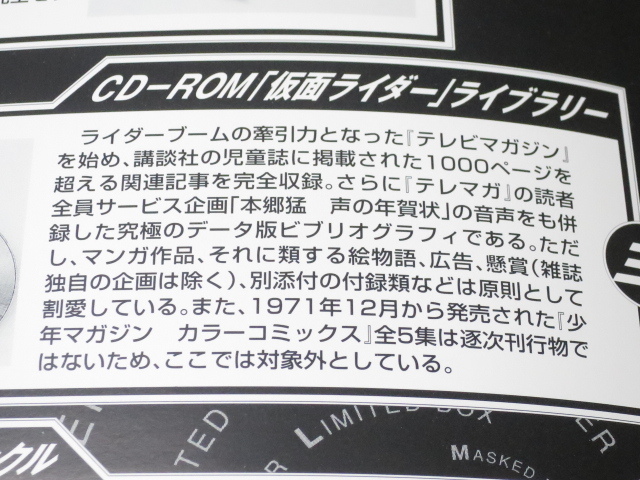 CD-ROM「仮面ライダー」ライブラリー
ライダーブームの牽引力となった『テレビマガジン』
を始め、講談社の児童誌に掲載された1000ページを
超える関連記事を完全収録。さらに『テレマガ』の読者
全員サービス企画「本郷猛　声の年賀状」の音声をも併
録した究極のデータ版ビブリオグラフィである。ただ
し、マンガ作品、それに類する絵物語、広告、懸賞(雑誌
独自の企画は除く)、別添付の付録類などは原則として
割愛している。また、1971年12月から発売された『少
年マガジン　カラーコミックス』全5集は逐次刊行物で
はないため、ここでは対象外としている。
LIMITED BOX
MASKED